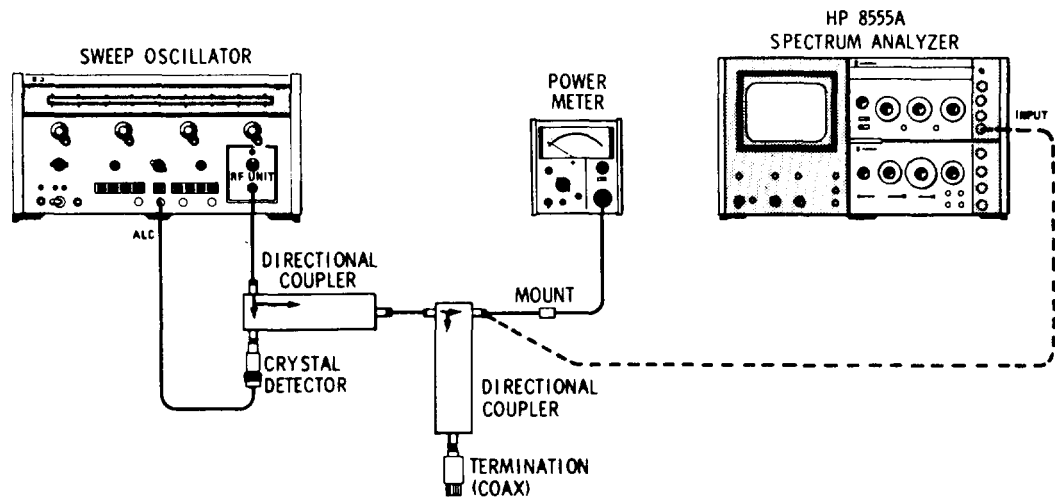 HP 8555A
SPECTRUM ANALYZER
SWEEP OSCILLATOR
POWER
METER
INPUT
RF UNIT
ALC
DIRECTIONAL
COUPLER
MOUNT
CRYSTAL
DETECTOR
DIRECTIONAL
COUPLER
TERMINATION
(COAX)